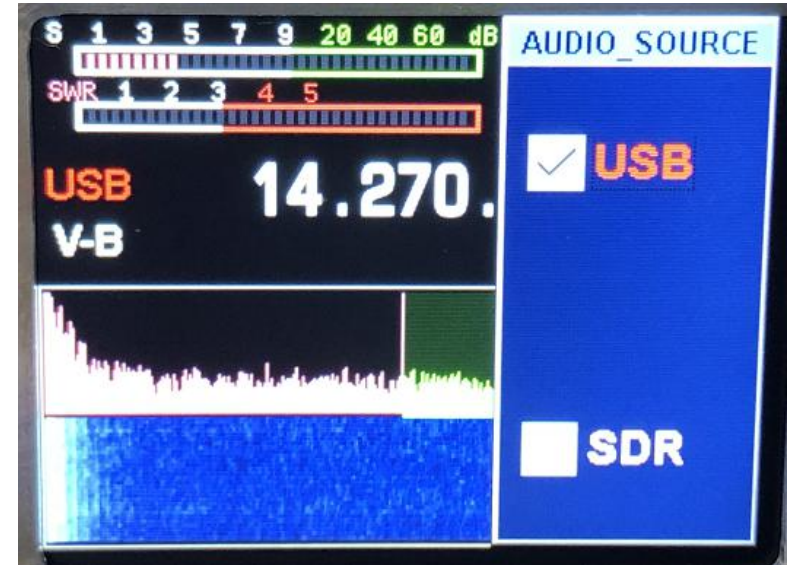 S 1 3 5 7 9 20 40 60 dB
SWR 1 2 3 4 5
USB 14.270.
V-B
AUDIO_SOURCE
USB
SDR